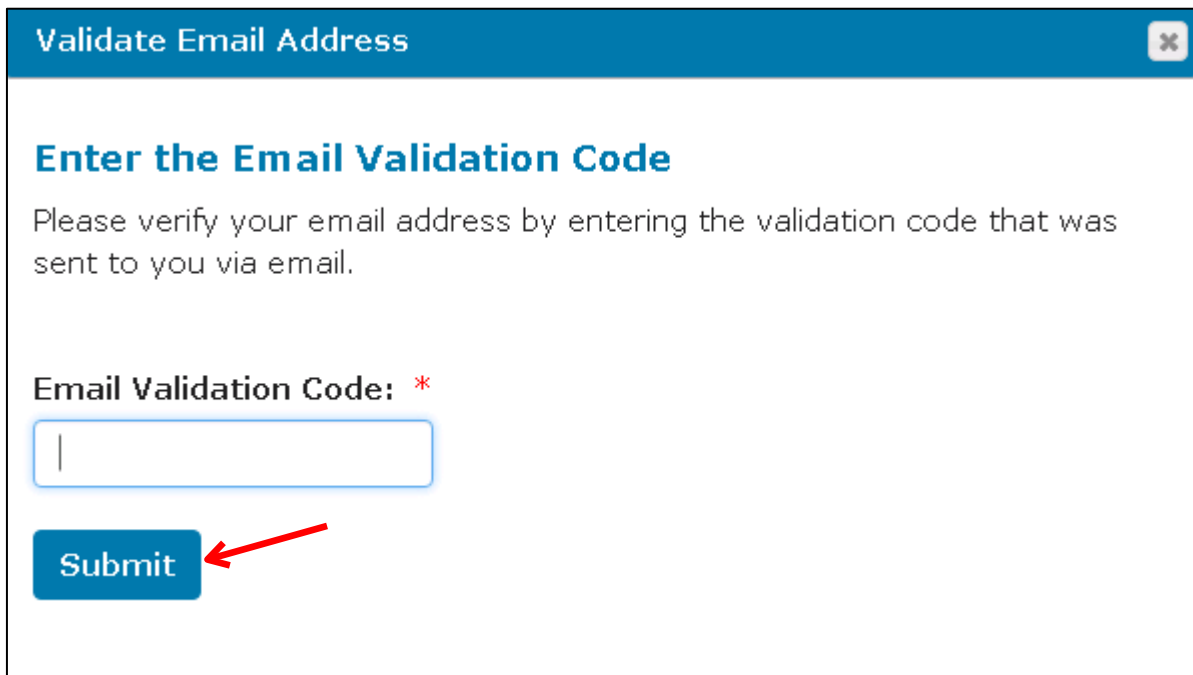 Validate Email Address
Enter the Email Validation Code
Please verify your email address by entering the validation code that was
sent to you via email.
Email Validation Code: *
Submit